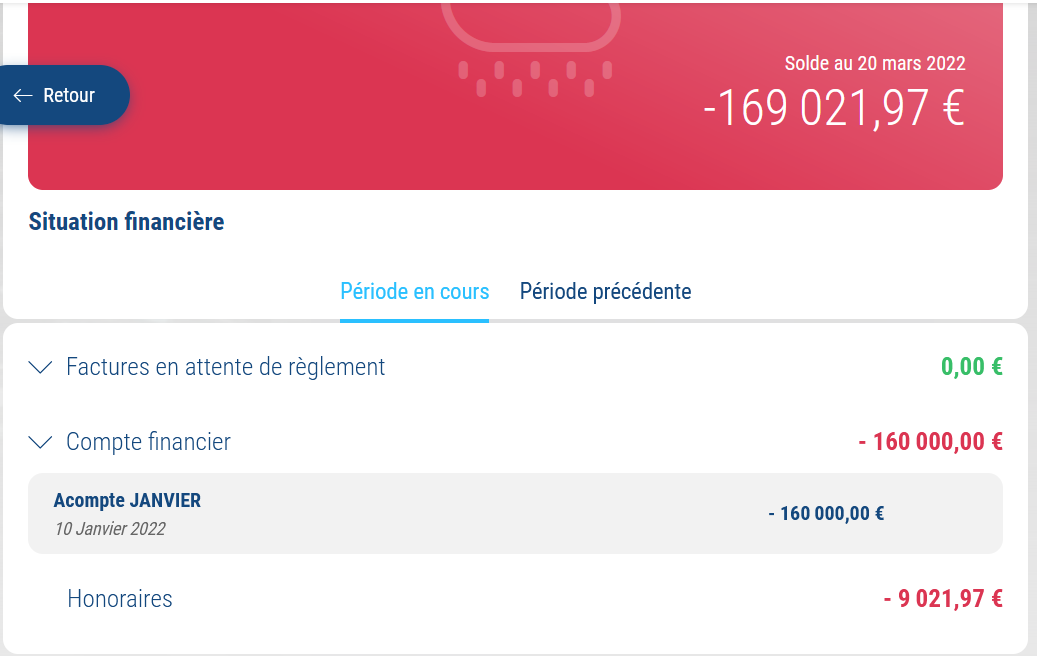 Solde au 20 mars 2022
-169 021,97 €
← Retour
Situation financière
Période en cours Période précédente
Factures en attente de règlement 0,00 €
Compte financier - 160 000,00 €
Acompte JANVIER
10 Janvier 2022 - 160 000,00 €
Honoraires - 9 021,97 €